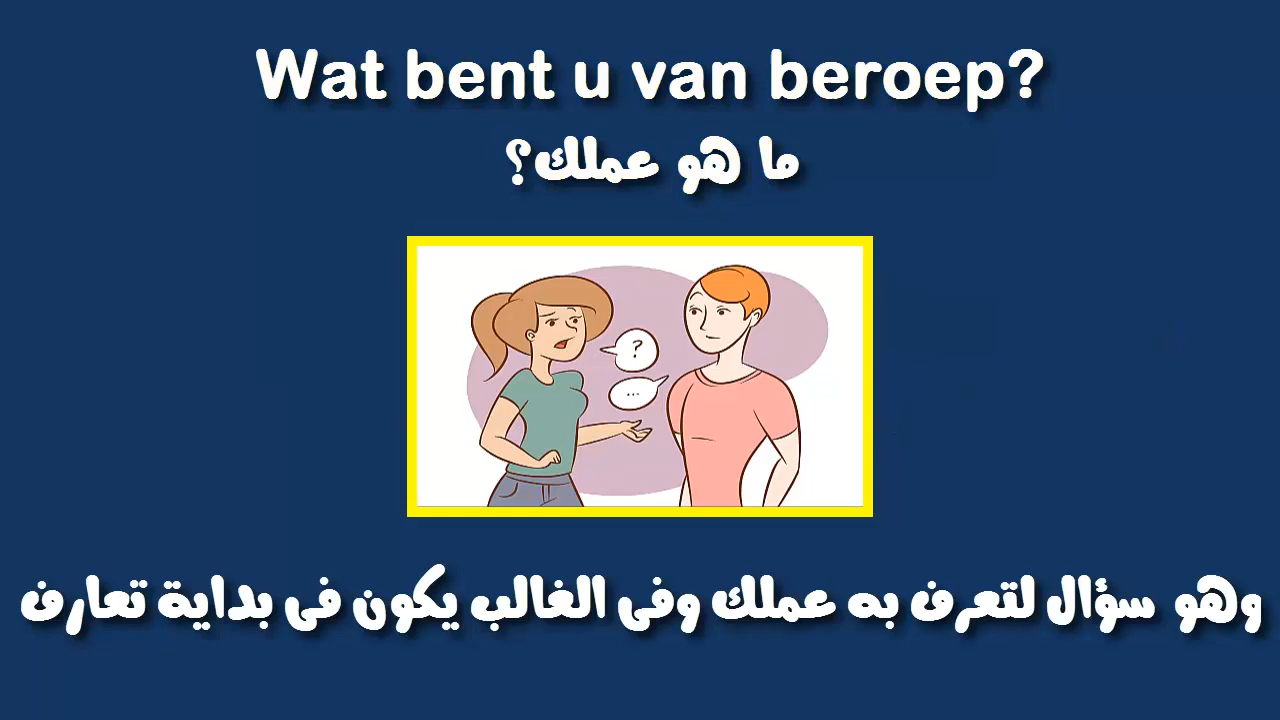 Wat bent u van beroep?
ما هو عملك؟
?
...
وهو سؤال لتعرف به عملك وفى الغالب يكون فى بداية تعارف